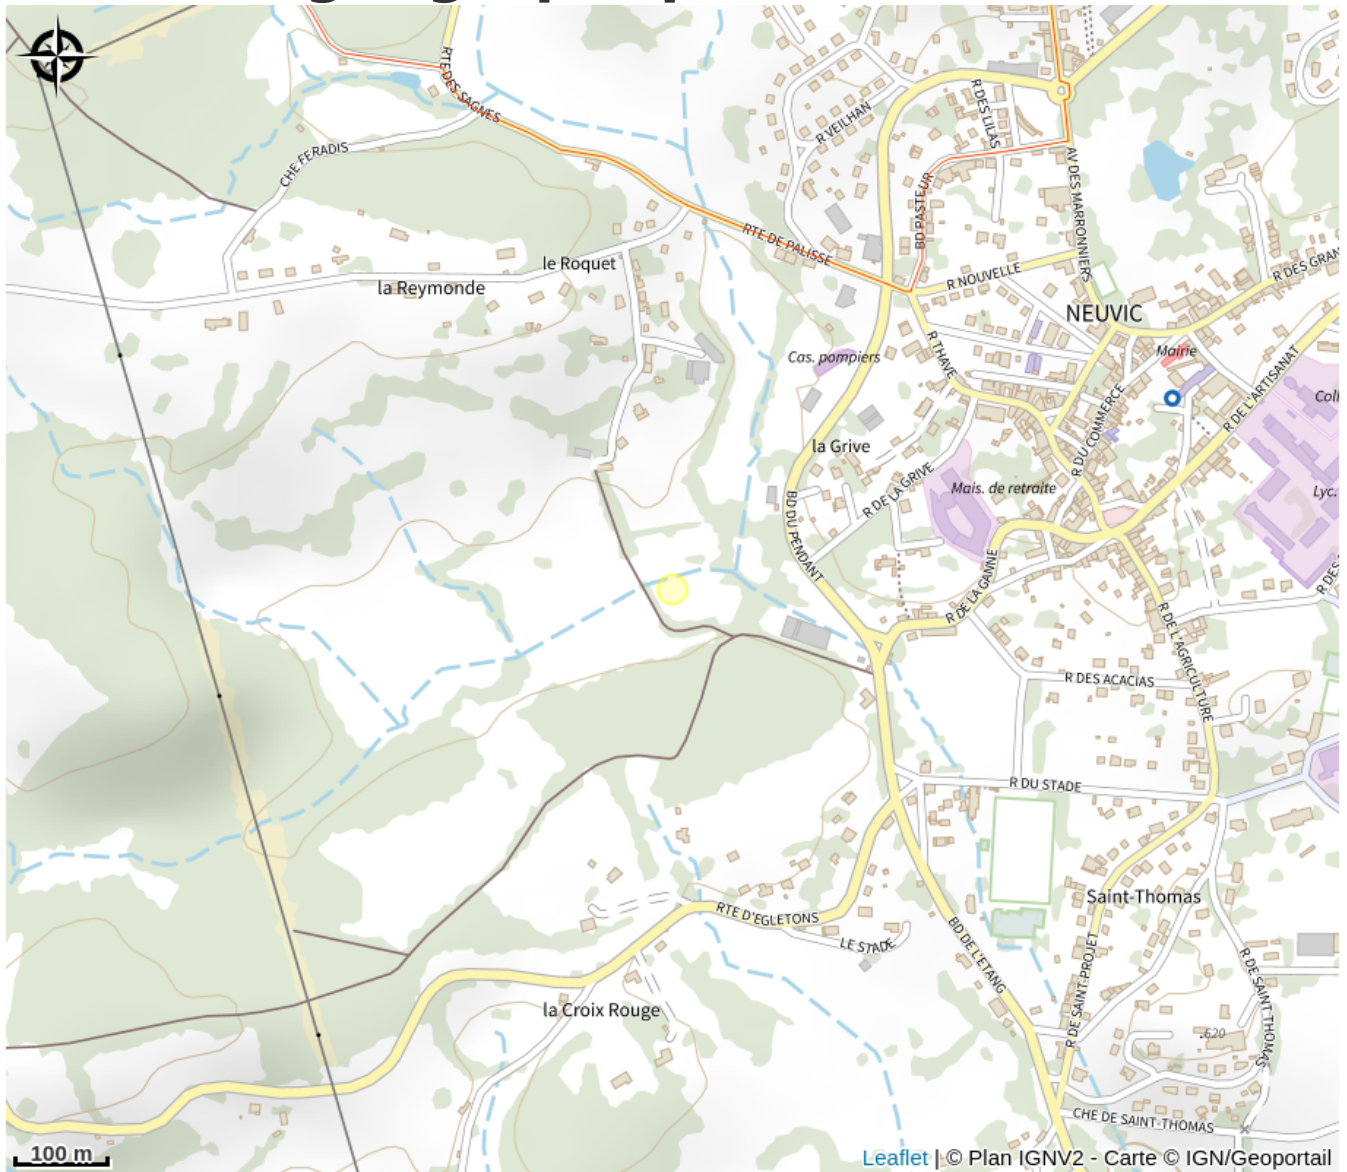 RTE DES SAGNES
R VEILHAN
R DES LILAS
CHE FERADIS
AV DES MARRONNIERS
BD PASTEUR
RTE DE PALISSE
le Roquet
la Reymonde
R NOUVELLE
R DES GRAN
NEUVIC
Mairie
Cas. pompiers
R THAVE
R DE L'ARTISANAT
Coll
R DU COMMERCE
la Grive
R DE LA GRIVE
Mais. de retraite
Lyc.
BD DU PENDANT
R DE LA GANNE
R DES
R DE L'AGRICULTURE
R DES ACACIAS
R DU STADE
Saint-Thomas
RTE D'EGLETONS
LE STADE
BD DE L'ETANG
R DE SAINT-PROJET
R DE SAINT THOMAS
la Croix Rouge
620
CHE DE SAINT-THOMAS
100 m
Leaflet | © Plan IGNV2 - Carte © IGN/Geoportail